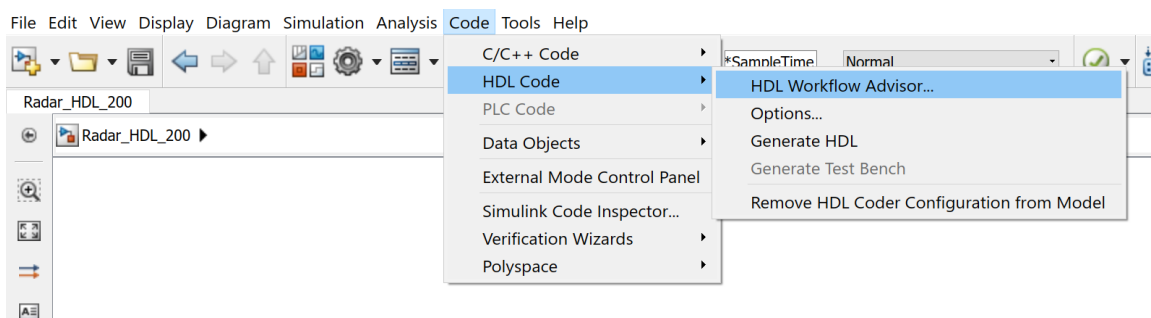 File Edit View Display Diagram Simulation Analysis Code Tools Help
C/C++ Code
*SampleTime
Normal
HDL Code
HDL Workflow Advisor...
Radar_HDL_200
PLC Code
Options...
Radar_HDL_200
Data Objects
Generate HDL
External Mode Control Panel
Generate Test Bench
Simulink Code Inspector...
Remove HDL Coder Configuration from Model
Verification Wizards
Polyspace